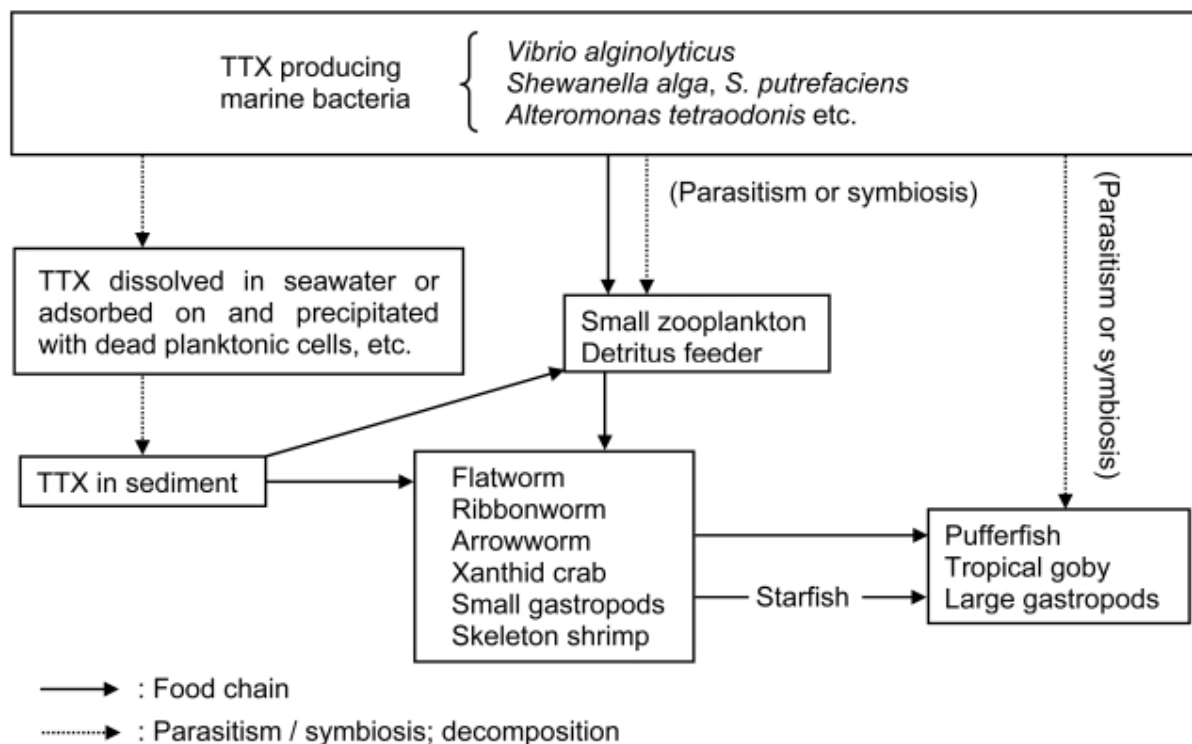 TTX producing
marine bacteria
Vibrio alginolyticus
Shewanella alga, S. putrefaciens
Alteromonas tetraodonis etc.
(Parasitism or symbiosis)
(Parasitism or symbiosis)
TTX dissolved in seawater or
adsorbed on and precipitated
with dead planktonic cells, etc.
Small zooplankton
Detritus feeder
TTX in sediment
Flatworm
Ribbonworm
Arrowworm
Xanthid crab
Small gastropods
Skeleton shrimp
Starfish
Pufferfish
Tropical goby
Large gastropods
: Food chain
: Parasitism / symbiosis; decomposition